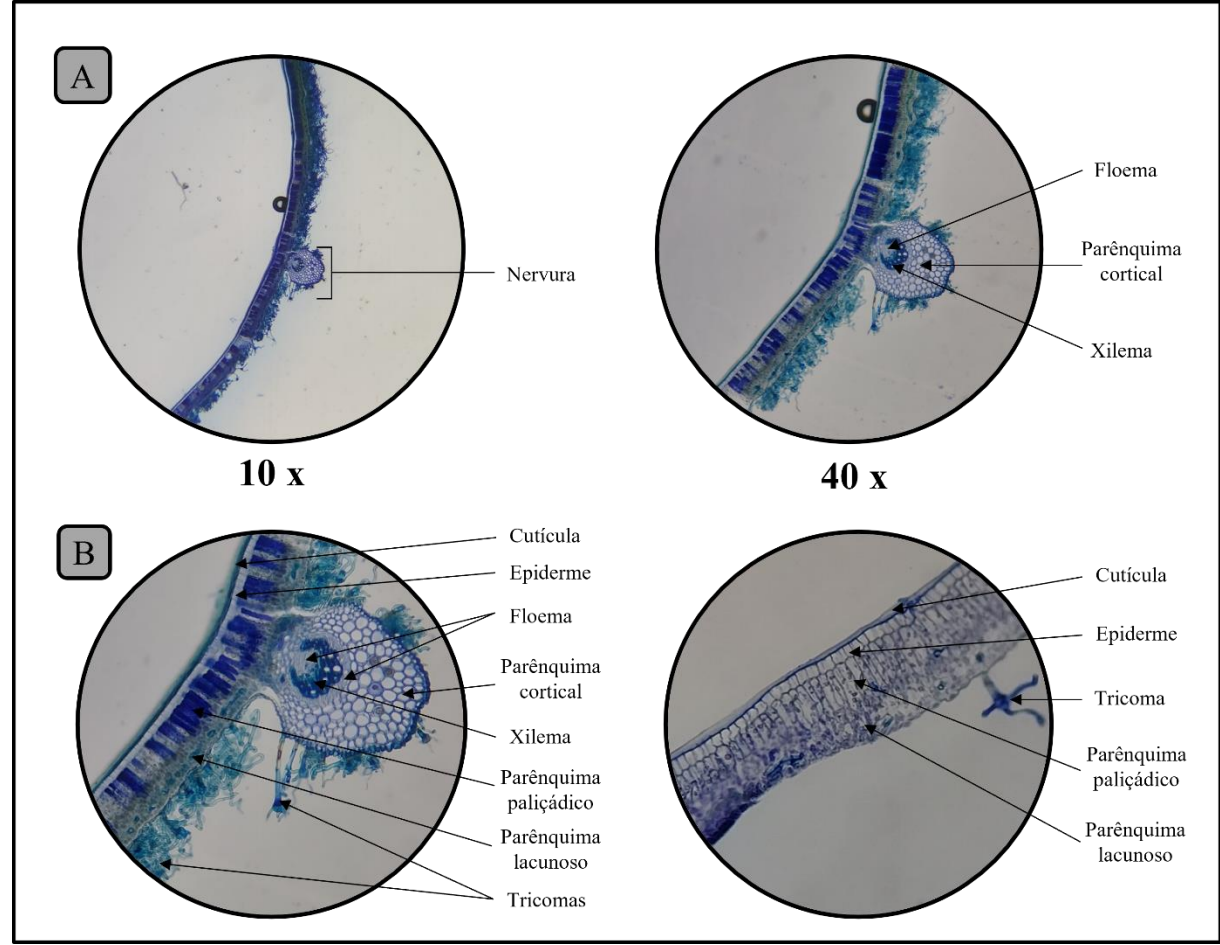 A
Nervura
Floema
Parênquima
cortical
Xilema
10 x
40 x
B
Cutícula
Epiderme
Floema
Parênquima
cortical
Xilema
Parênquima
paliçádico
Parênquima
lacunoso
Tricomas
Cutícula
Epiderme
Tricoma
Parênquima
paliçádico
Parênquima
lacunoso